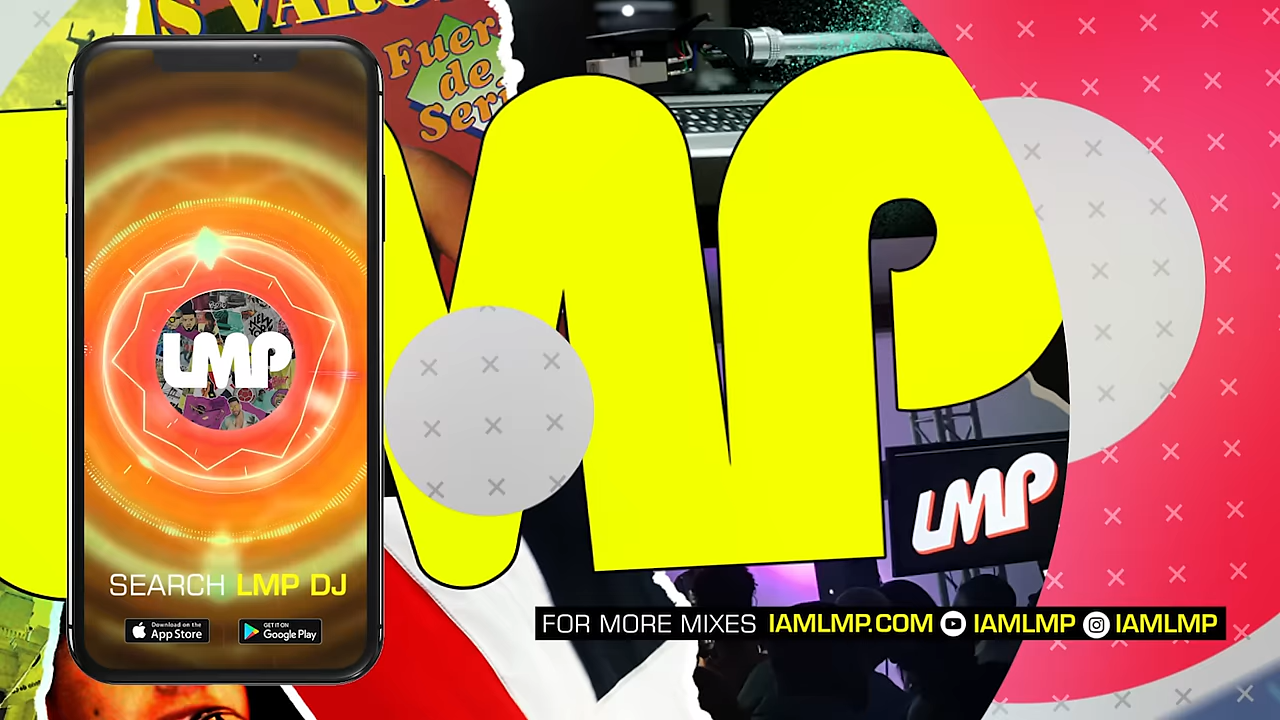 Fuer
de
LMP
LMP
SEARCH LMP DJ
Download on the
App Store
GET IT ON
Google Play
LMP
FOR MORE MIXES IAMLMP.COM IAMLMP IAMLMP